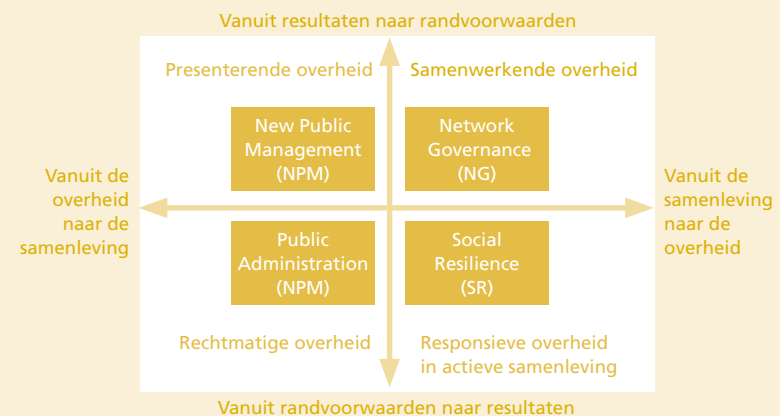 Vanuit resultaten naar randvoorwaarden
Presenterende overheid
Samenwerkende overheid
New Public
Management
(NPM)
Network
Governance
(NG)
Vanuit de
overheid
naar de
samenleving
Vanuit de
samenleving
naar de
overheid
Public
Administration
(NPM)
Social
Resilience
(SR)
Rechtmatige overheid
Responsieve overheid
in actieve samenleving
Vanuit randvoorwaarden naar resultaten